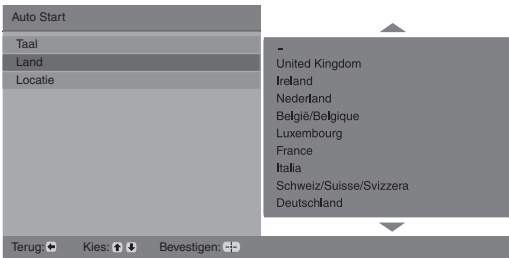 Auto Start
Taal
Land
Locatie
–
United Kingdom
Ireland
Nederland
België/Belgique
Luxembourg
France
Italia
Schweiz/Suisse/Svizzera
Deutschland
Terug: Kies: Bevestigen: